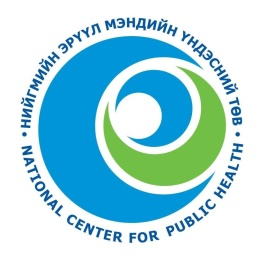 • НИЙГМИЙН ЭРҮҮЛ МЭНДИЙН ҮНДЭСНИЙ ТӨВ •
NATIONAL CENTER FOR PUBLIC HEALTH